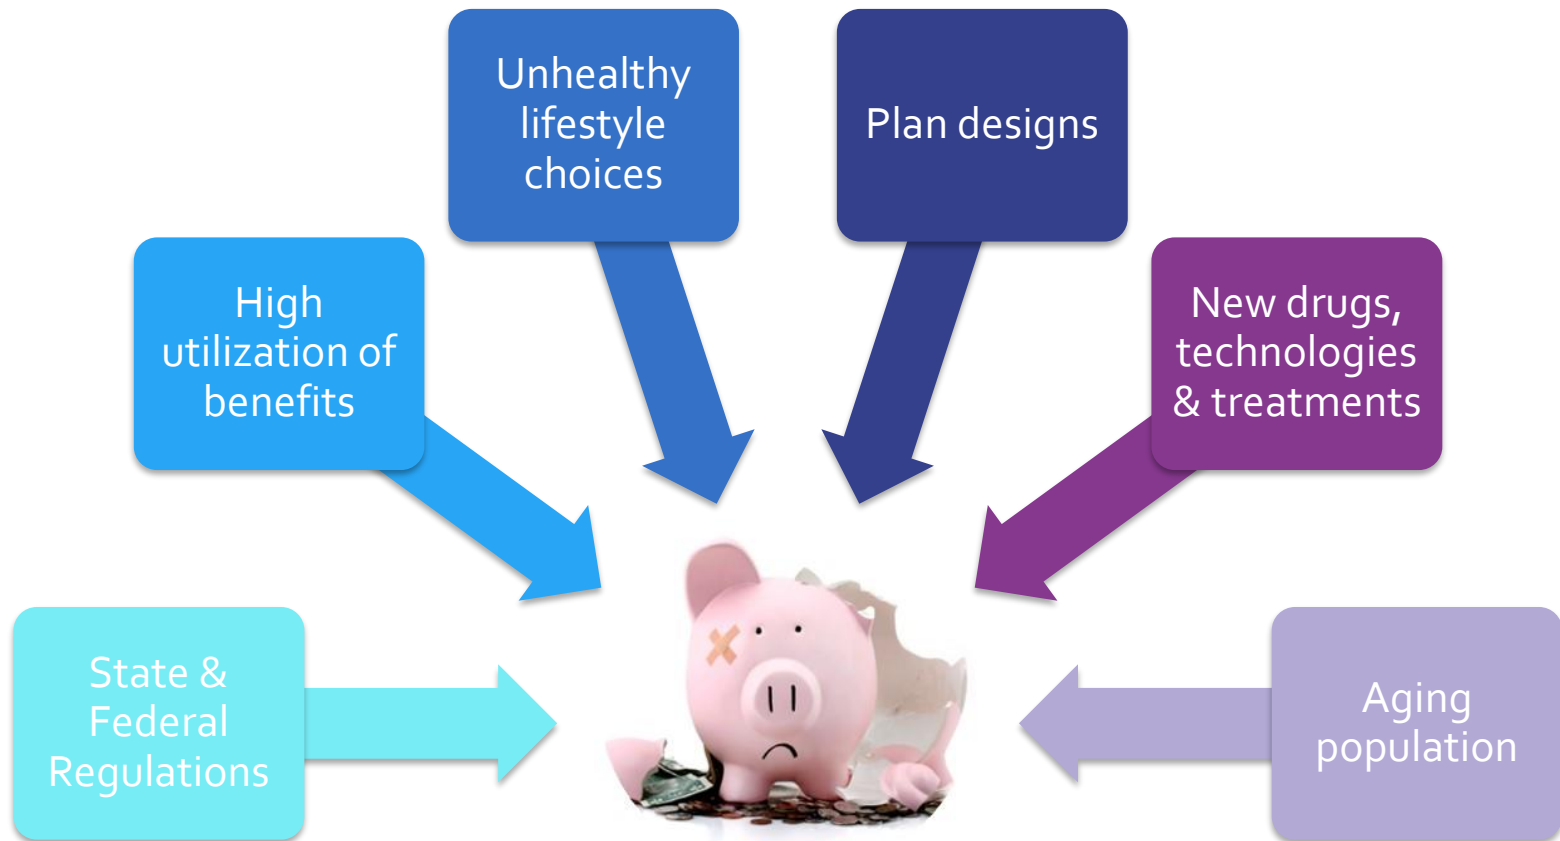 Unhealthy
lifestyle
choices
Plan designs
High
utilization of
benefits
New drugs,
technologies
& treatments
State &
Federal
Regulations
Aging
population